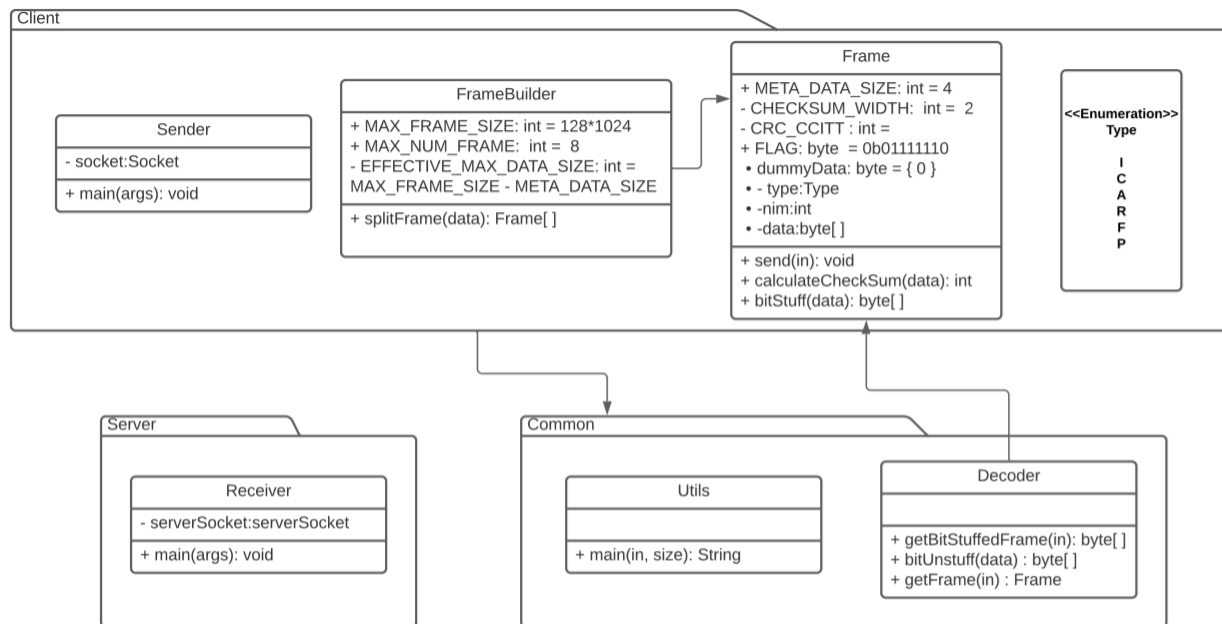 Client
Sender
- socket:Socket
+ main(args): void
FrameBuilder
+ MAX_FRAME_SIZE: int = 128*1024
+ MAX_NUM_FRAME:  int =  8
- EFFECTIVE_MAX_DATA_SIZE: int =
MAX_FRAME_SIZE - META_DATA_SIZE
+ splitFrame(data): Frame[ ]
Frame
+ META_DATA_SIZE: int = 4
- CHECKSUM_WIDTH:  int =  2
- CRC_CCITT : int =
+ FLAG: byte  = 0b01111110
• dummyData: byte = { 0 }
• - type:Type
• -nim:int
• -data:byte[ ]
+ send(in): void
+ calculateCheckSum(data): int
+ bitStuff(data): byte[ ]
<<Enumeration>>
Type
I
C
A
R
F
P
Server
Receiver
- serverSocket:serverSocket
+ main(args): void
Common
Utils
+ main(in, size): String
Decoder
+ getBitStuffedFrame(in): byte[ ]
+ bitUnstuff(data) : byte[ ]
+ getFrame(in) : Frame